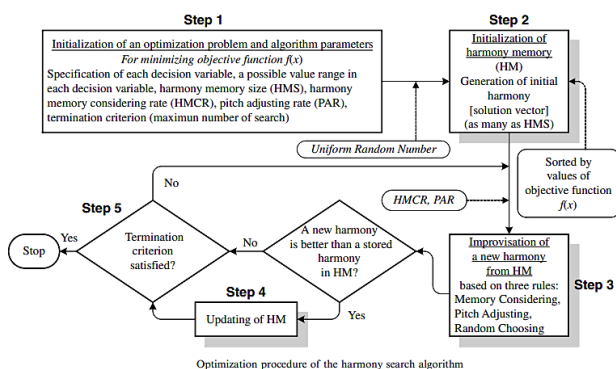 Step 1
Initialization of an optimization problem and algorithm parameters
For minimizing objective function f(x)
Specification of each decision variable, a possible value range in
each decision variable, harmony memory size (HMS), harmony
memory considering rate (HMCR), pitch adjusting rate (PAR),
termination criterion (maximun number of search)
Step 2
Initialization of
harmony memory
(HM)
Generation of initial
harmony
[solution vector]
(as many as HMS)
Uniform Random Number
Sorted by
values of
objective function
f(x)
HMCR, PAR
Step 3
Improvisation of
a new harmony
from HM
based on three rules:
Memory Considering,
Pitch Adjusting,
Random Choosing
A new harmony
is better than a stored
harmony
in HM?
No
Yes
Step 4
Updating of HM
Step 5
Termination
criterion
satisfied?
No
Yes
Stop
Optimization procedure of the harmony search algorithm